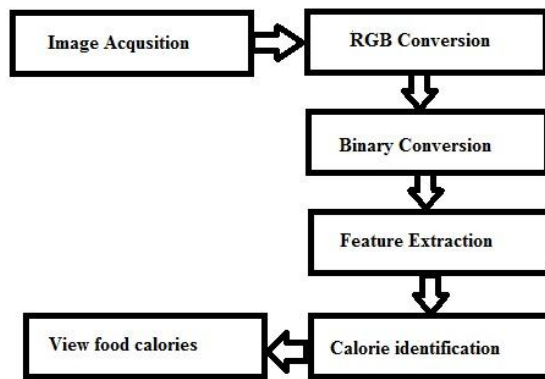 Image Acqusition
RGB Conversion
Binary Conversion
Feature Extraction
Calorie identification
View food calories